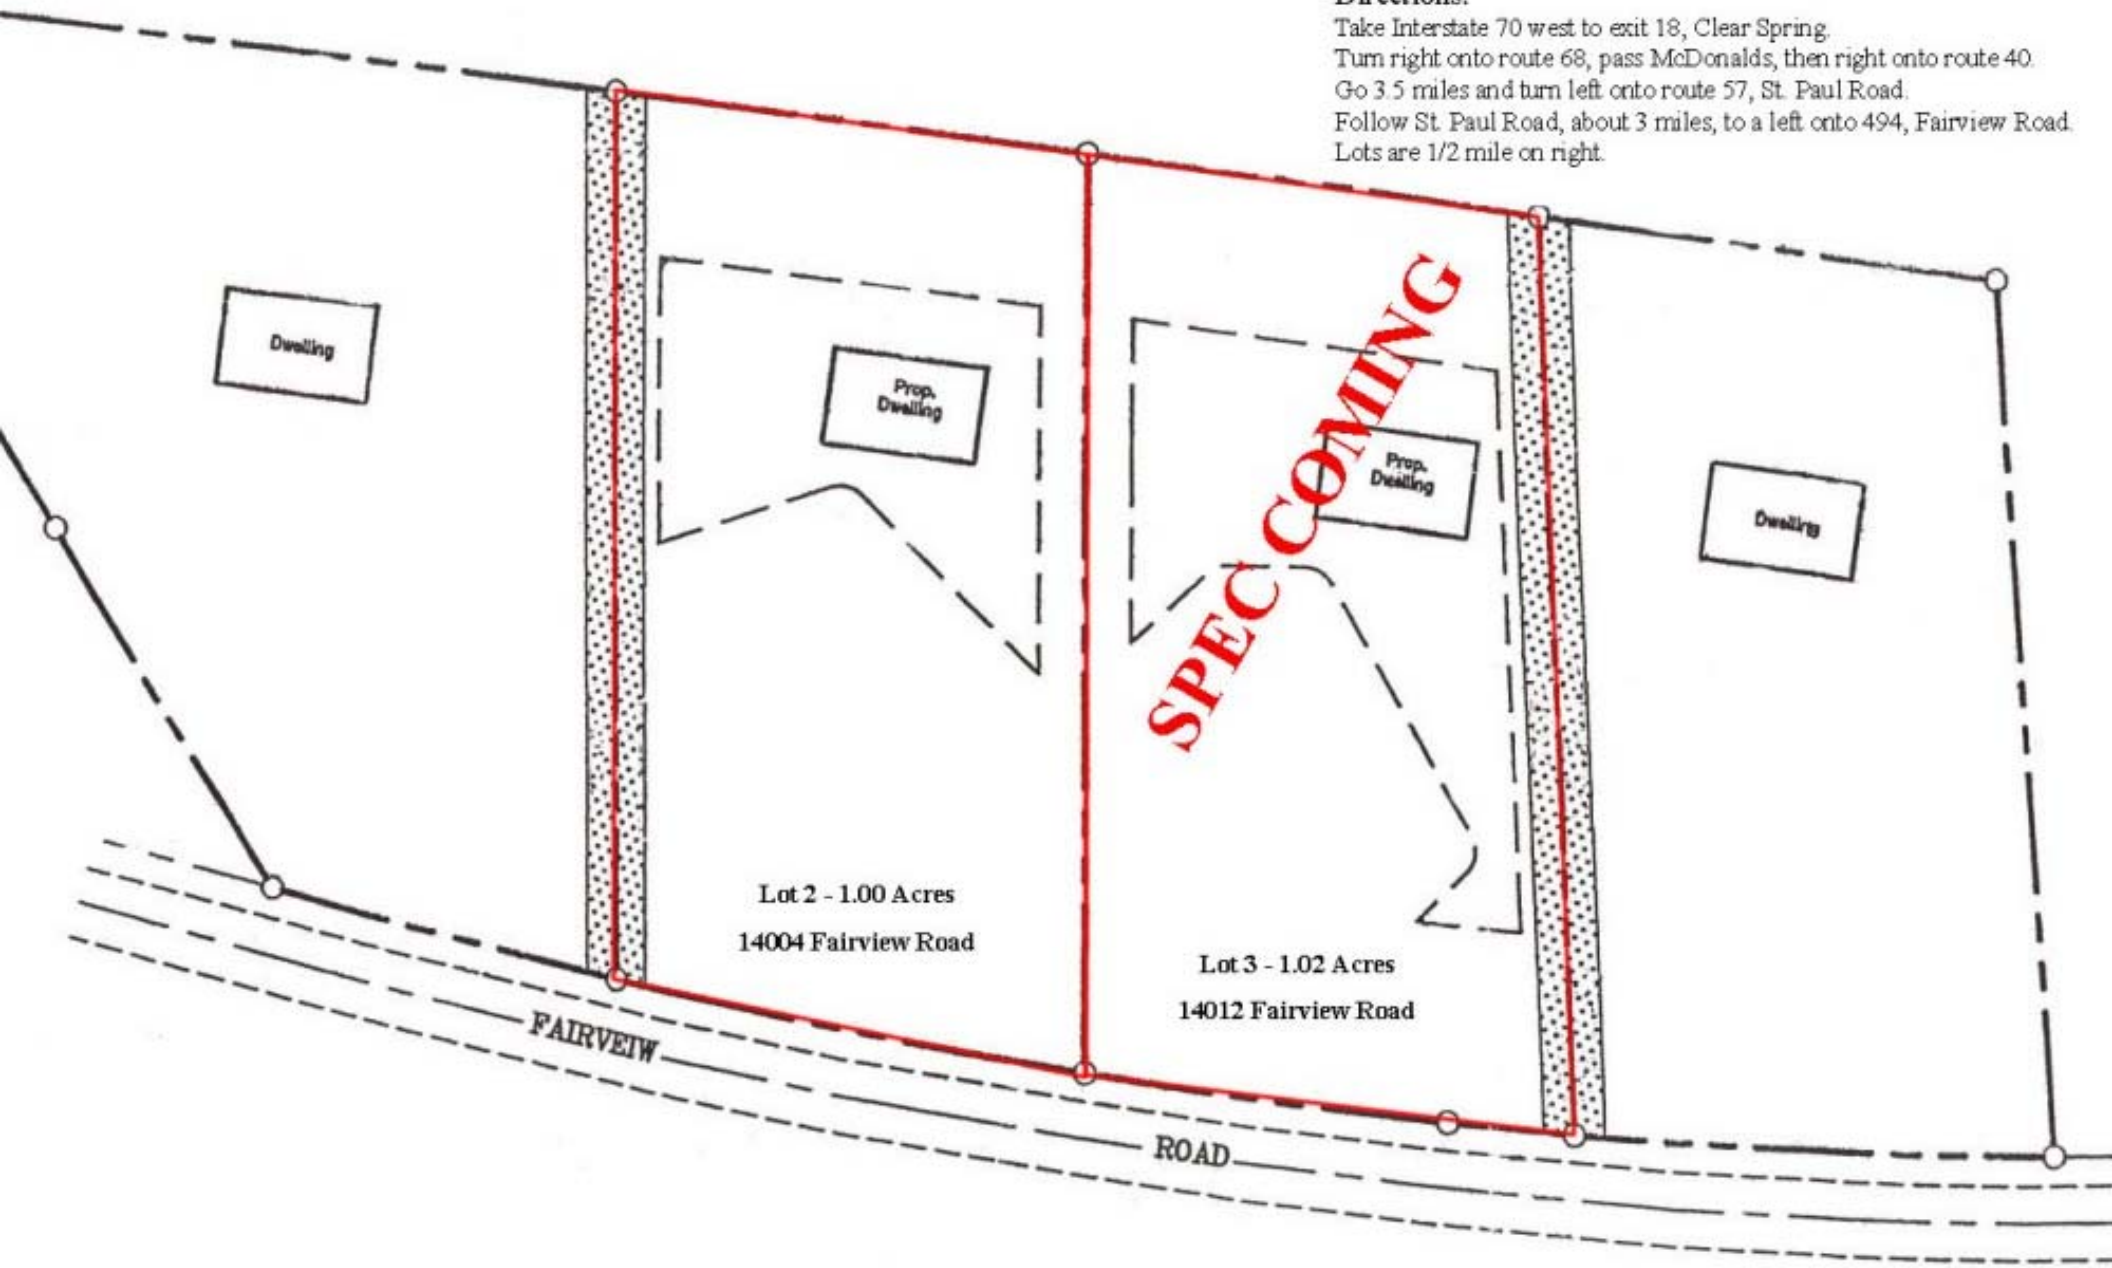 Directions:
Take Interstate 70 west to exit 18, Clear Spring.
Turn right onto route 68, pass McDonalds, then right onto route 40.
Go 3.5 miles and turn left onto route 57, St. Paul Road.
Follow St. Paul Road, about 3 miles, to a left onto 494, Fairview Road.
Lots are 1/2 mile on right.
Dwelling
Prop.
Dwelling
SPEC COMING
Prop.
Dwelling
Dwelling
Lot 2 - 1.00 Acres
14004 Fairview Road
Lot 3 - 1.02 Acres
14012 Fairview Road
FAIRVEIW
ROAD